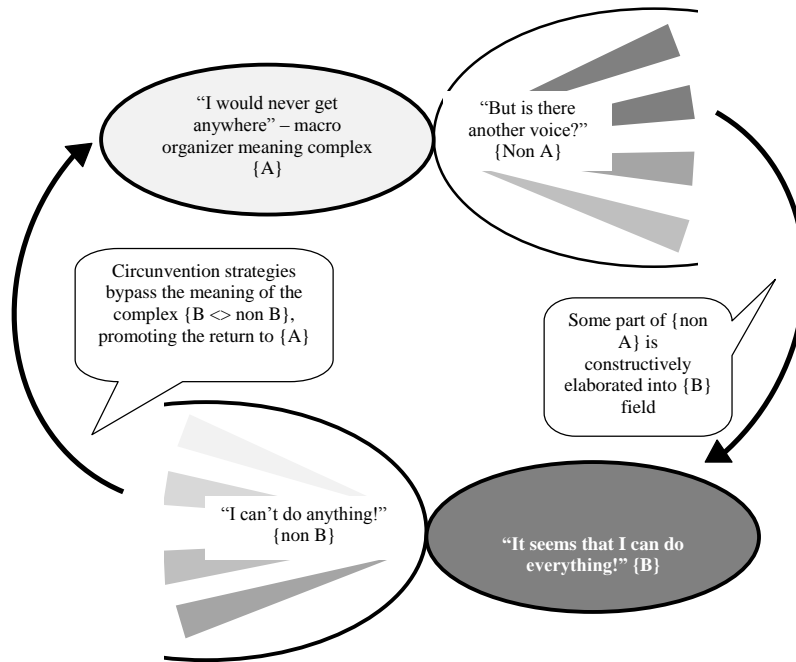 “I would never get
anywhere” – macro
organizer meaning complex
{A}
“But is there
another voice?”
{Non A}
Circunvention strategies
bypass the meaning of the
complex {B <> non B},
promoting the return to {A}
Some part of {non
A} is
constructively
elaborated into {B}
field
“I can’t do anything!”
{non B}
“It seems that I can do
everything!” {B}